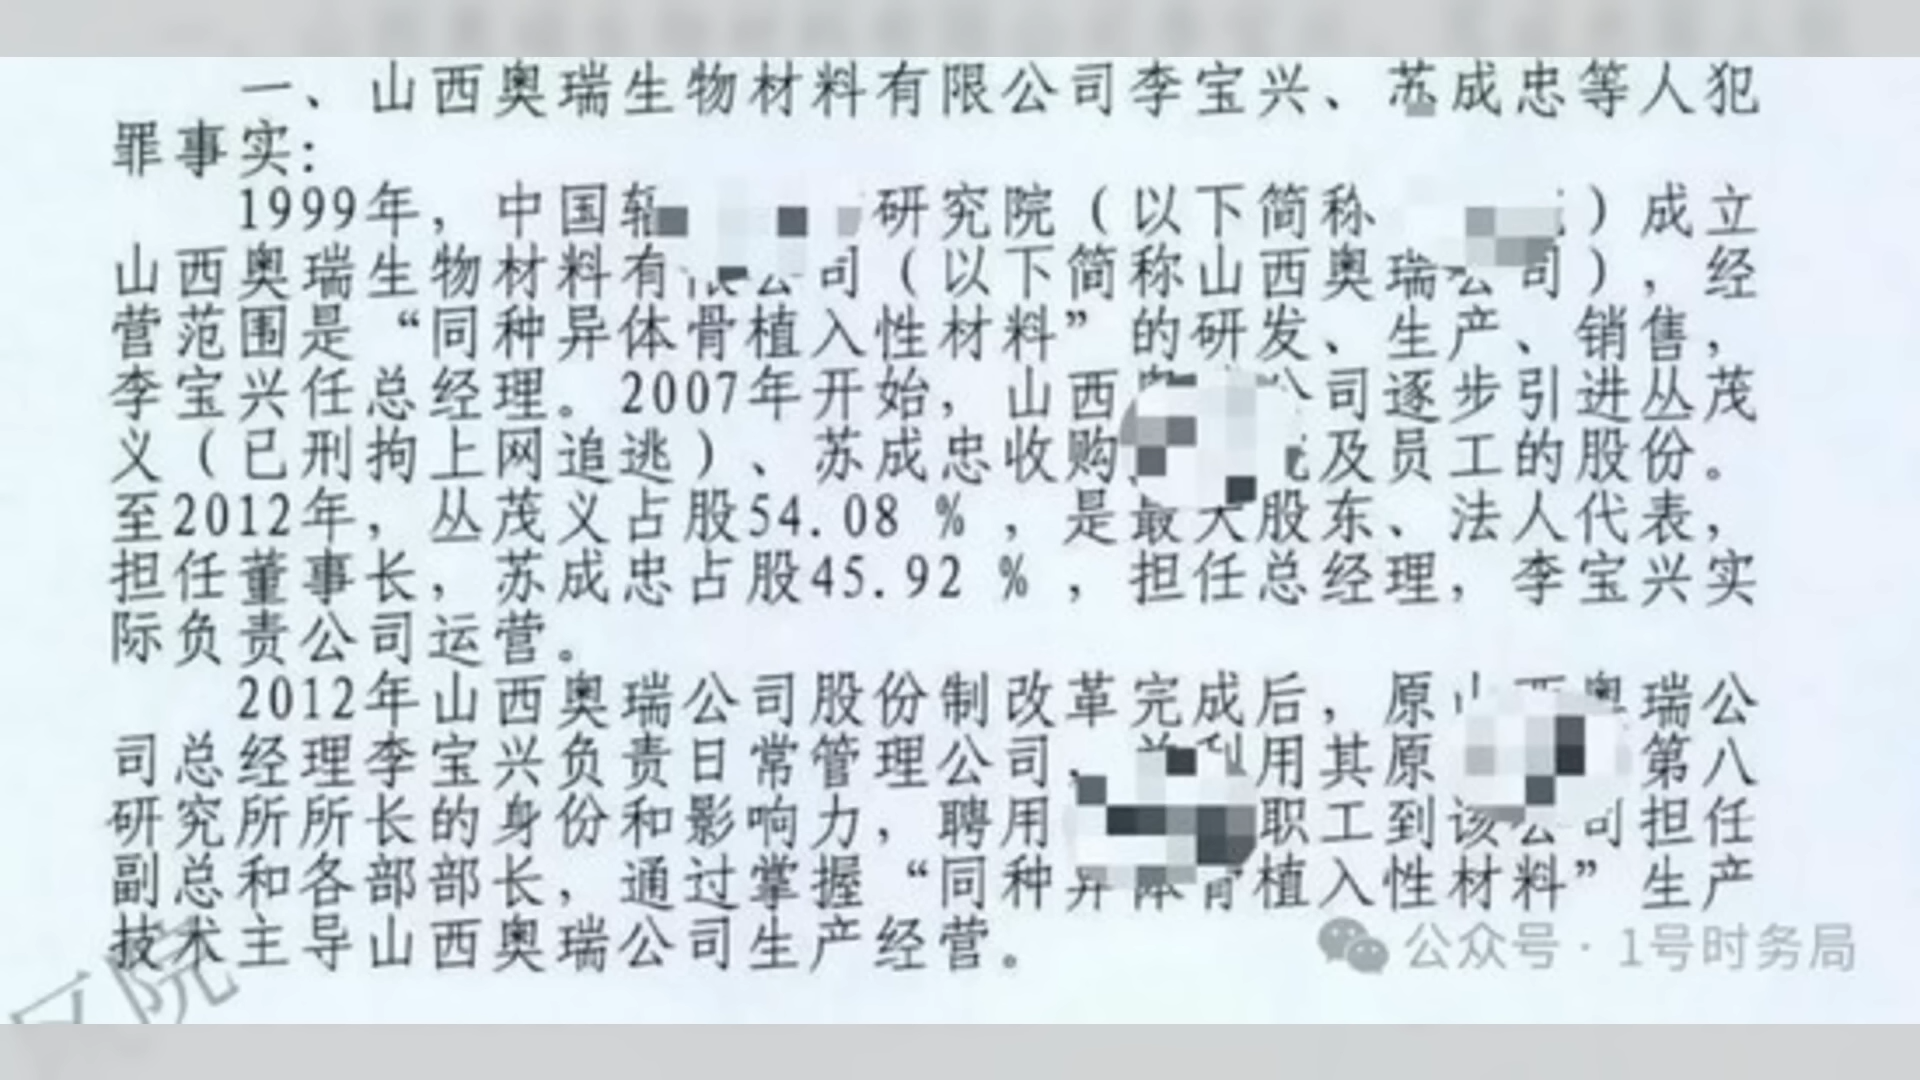 一、山西奥瑞生物材料有限公司李宝兴、苏成忠等人犯
罪事实：
1999年，中国 研究院（以下简称 ）成立
山西奥瑞生物材料有限公司（以下简称山西奥瑞公司），经
营范围是“同种异体骨植入性材料”的研发、生产、销售，
李宝兴任总经理。2007年开始，山西 公司逐步引进丛茂
义（已刑拘上网追逃）、苏成忠收购 及员工的股份。
至2012年，丛茂义占股54.08 %，是最大股东、法人代表，
担任董事长，苏成忠占股45.92 %，担任总经理，李宝兴实
际负责公司运营。
2012年山西奥瑞公司股份制改革完成后，原山西奥瑞公
司总经理李宝兴负责日常管理公司， 利用其原 第八
研究所所长的身份和影响力，聘用 职工到该公司担任
副总和各部部长，通过掌握“同种异体骨植入性材料”生产
技术主导山西奥瑞公司生产经营。
公众号·1号时务局
院